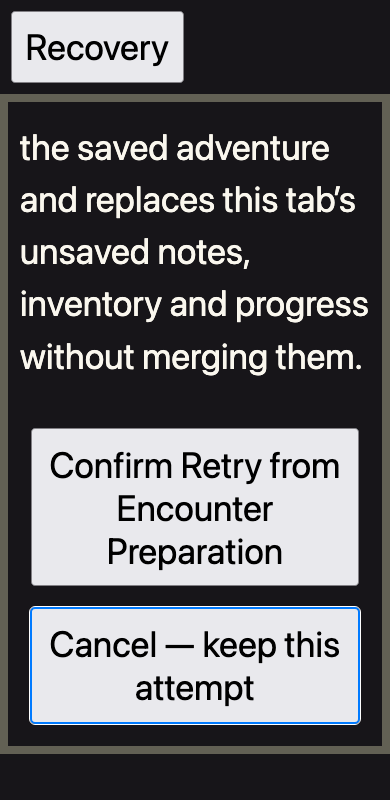 Recovery
the saved adventure
and replaces this tab’s
unsaved notes,
inventory and progress
without merging them.
Confirm Retry from
Encounter
Preparation
Cancel — keep this
attempt